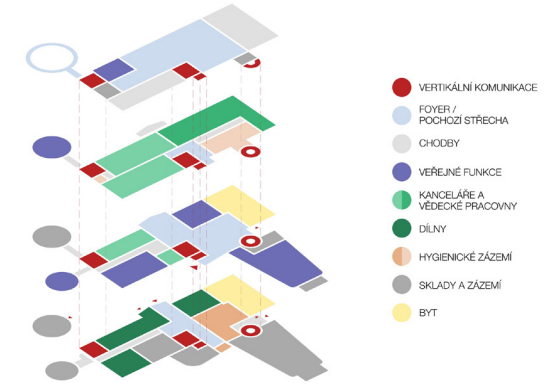 VERTIKÁLNÍ KOMUNIKACE
FOYER /
POCHOZÍ STŘECHA
CHODBY
VEŘEJNÉ FUNKCE
KANCELÁŘE A
VĚDECKÉ PRACOVNY
DÍLNY
HYGIENICKÉ ZÁZEMÍ
SKLADY A ZÁZEMÍ
BYT